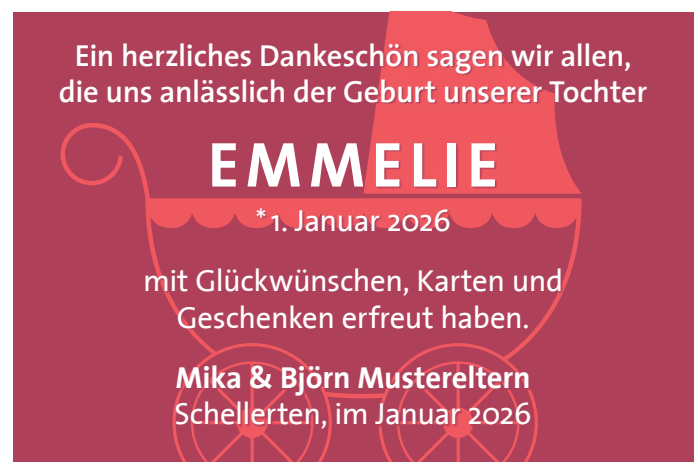 Ein herzliches Dankeschön sagen wir allen,
die uns anlässlich der Geburt unserer Tochter
EMMELIE
*1. Januar 2026
mit Glückwünschen, Karten und
Geschenken erfreut haben.
Mika & Björn Mustereltern
Schellerten, im Januar 2026